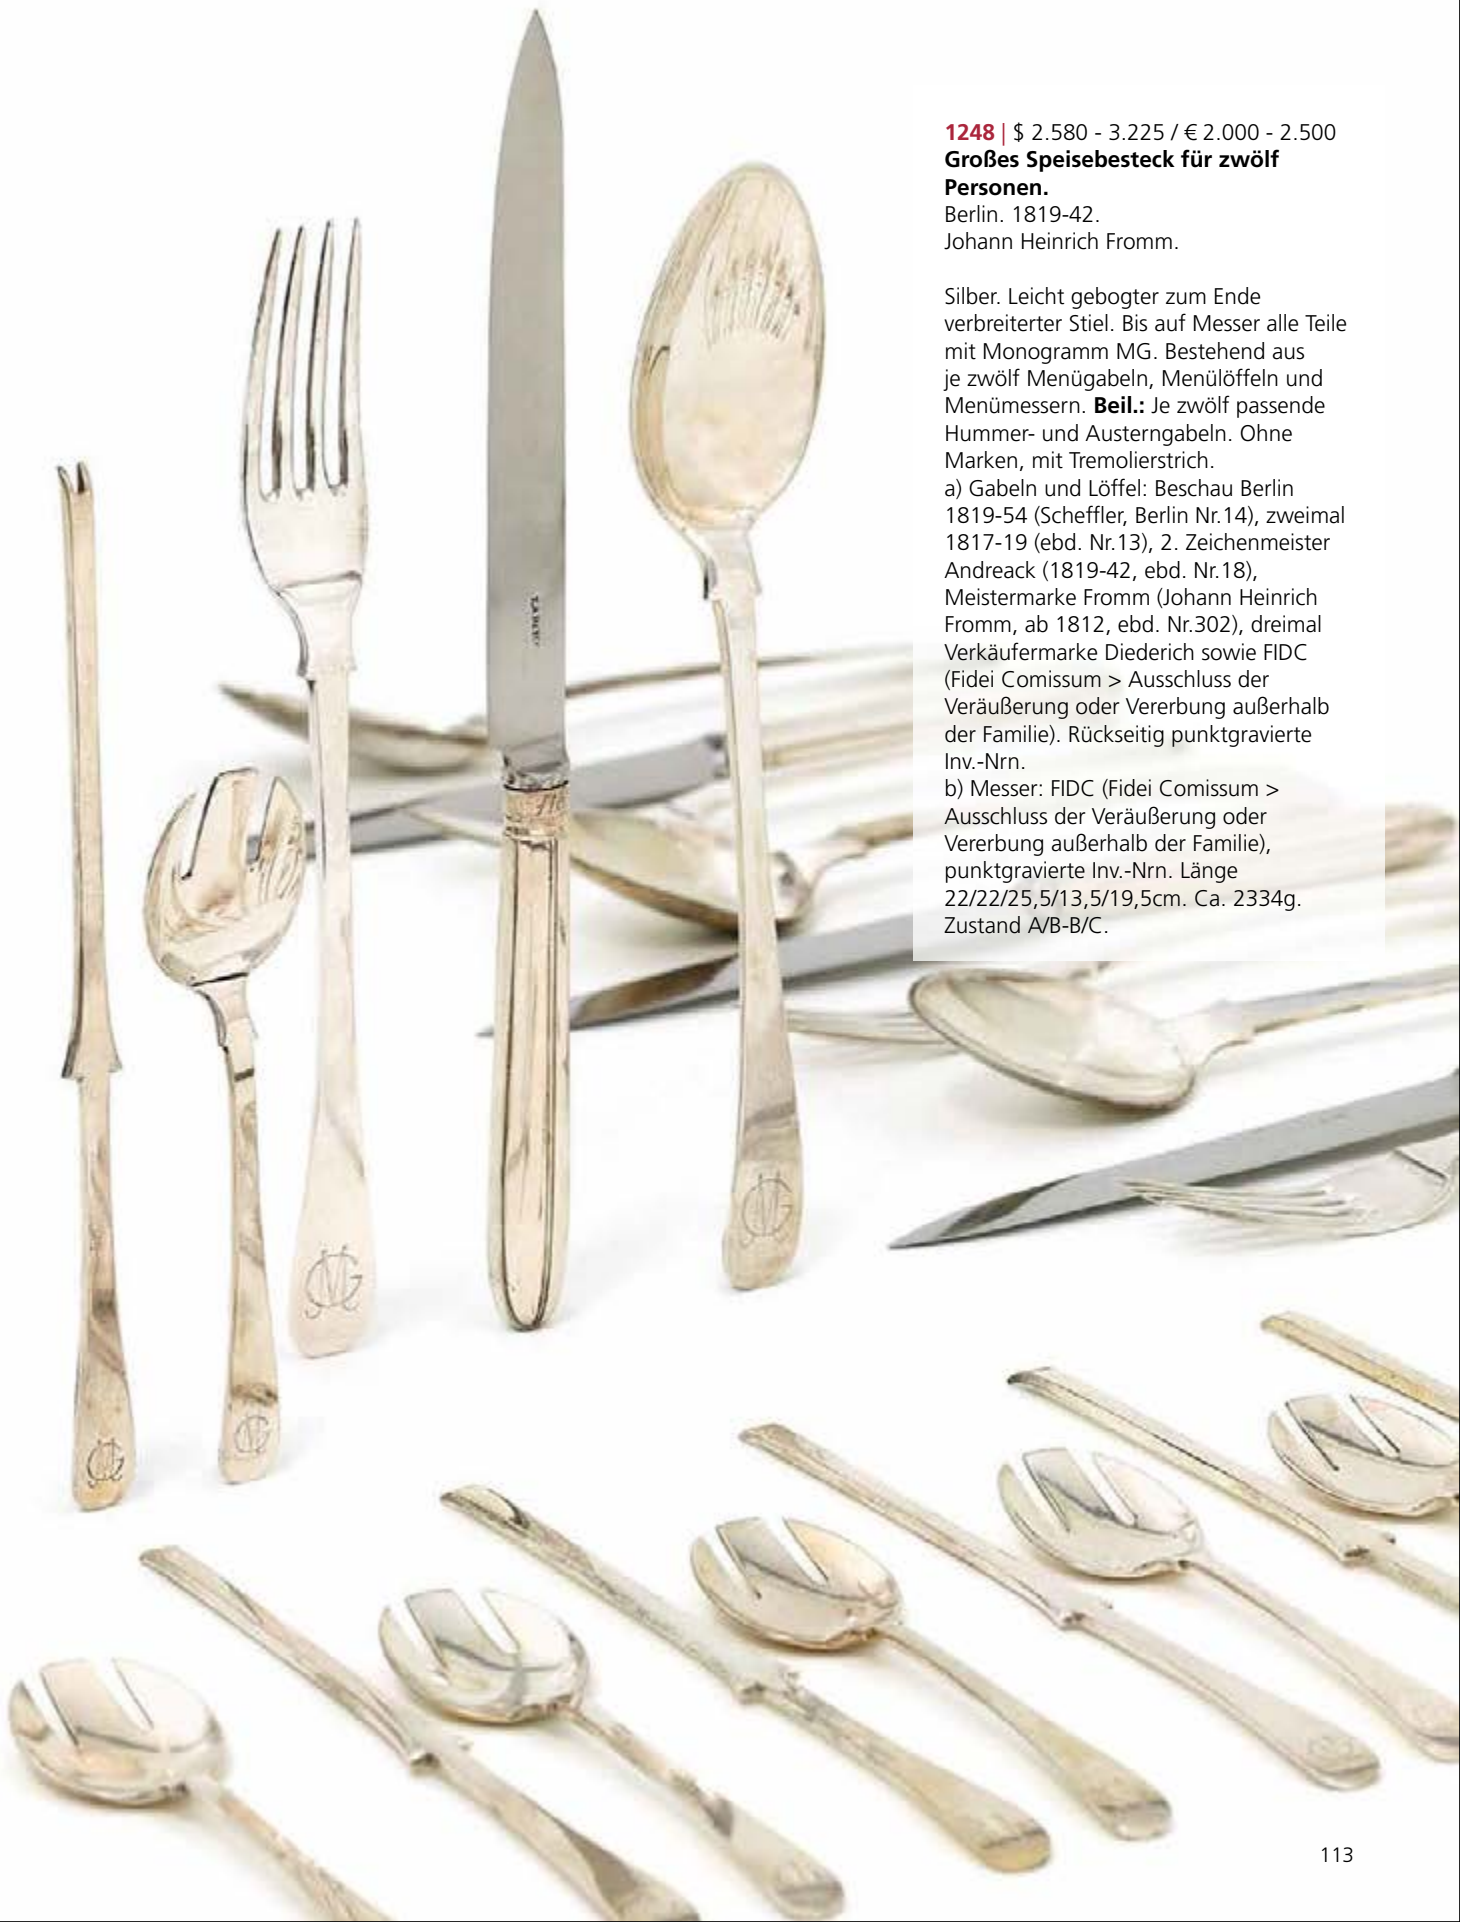 1248 | $ 2.580 - 3.225 / € 2.000 - 2.500
Großes Speisebesteck für zwölf
Personen.
Berlin. 1819-42.
Johann Heinrich Fromm.
Silber. Leicht gebogter zum Ende
verbreiterter Stiel. Bis auf Messer alle Teile
mit Monogramm MG. Bestehend aus
je zwölf Menügabeln, Menülöffeln und
Menümessern. Beil.: Je zwölf passende
Hummer- und Austerngabeln. Ohne
Marken, mit Tremolierstrich.
a) Gabeln und Löffel: Beschau Berlin
1819-54 (Scheffler, Berlin Nr.14), zweimal
1817-19 (ebd. Nr.13), 2. Zeichenmeister
Andreack (1819-42, ebd. Nr.18),
Meistermarke Fromm (Johann Heinrich
Fromm, ab 1812, ebd. Nr.302), dreimal
Verkäufermarke Diederich sowie FIDC
(Fidei Comissum > Ausschluss der
Veräußerung oder Vererbung außerhalb
der Familie). Rückseitig punktgravierte
Inv.-Nrn.
b) Messer: FIDC (Fidei Comissum >
Ausschluss der Veräußerung oder
Vererbung außerhalb der Familie),
punktgravierte Inv.-Nrn. Länge
22/22/25,5/13,5/19,5cm. Ca. 2334g.
Zustand A/B-B/C.
113